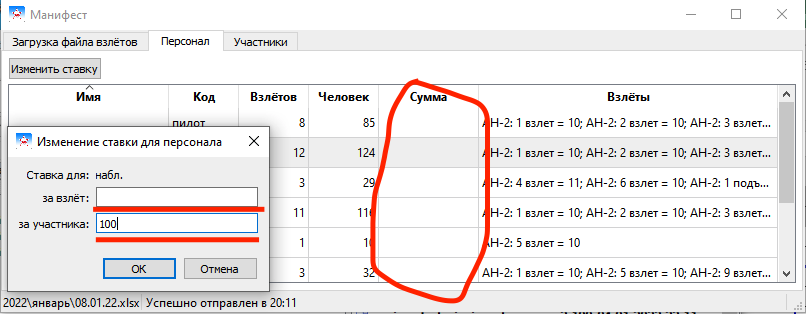 Манифест
Загрузка файла взлётов Персонал Участники
Изменить ставку
Имя Код Взлётов Человек Сумма Взлёты
пилот 8 85 АН-2: 1 взлет = 10; АН-2: 2 взлет = 10; АН-2: 3 взлет...
12 124 АН-2: 1 взлет = 10; АН-2: 2 взлет = 10; АН-2: 3 взлет...
3 29 АН-2: 4 взлет = 11; АН-2: 6 взлет = 10; АН-2: 1 подъ...
11 116 АН-2: 1 взлет = 10; АН-2: 2 взлет = 10; АН-2: 3 взлет...
1 10 АН-2: 5 взлет = 10
3 32 АН-2: 1 взлет = 10; АН-2: 5 взлет = 10; АН-2: 9 взлет...
Изменение ставки для персонала
Ставка для: набл.
за взлёт:
за участника: 100
ОК Отмена
2022\январь\08.01.22.xlsx Успешно отправлен в 20:11